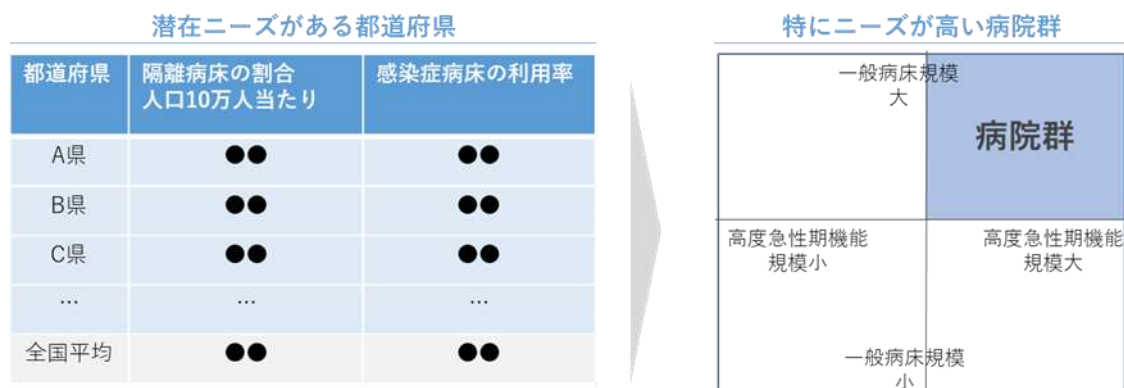 潜在ニーズがある都道府県
都道府県 隔離病床の割合 感染症病床の利用率
人口10万人当たり
A県 ●● ●●
B県 ●● ●●
C県 ●● ●●
… … …
全国平均 ●● ●●
特にニーズが高い病院群
一般病床規模
大
病院群
高度急性期機能
規模小
高度急性期機能
規模大
一般病床規模
小